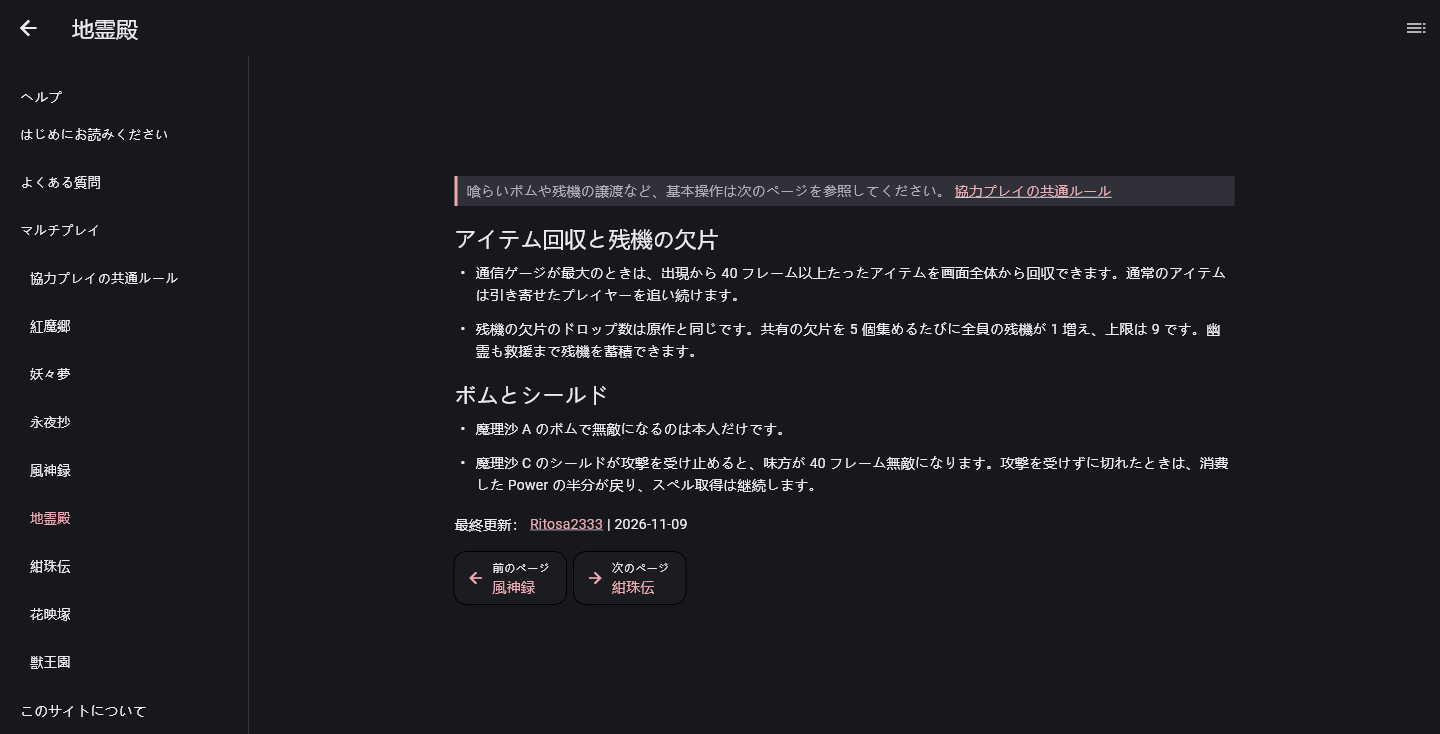 地霊殿
ヘルプ
はじめにお読みください
よくある質問
マルチプレイ
協力プレイの共通ルール
紅魔郷
妖々夢
永夜抄
風神録
地霊殿
紺珠伝
花映塚
獣王園
このサイトについて
喰らいボムや残機の譲渡など、基本操作は次のページを参照してください。 協力プレイの共通ルール
アイテム回収と残機の欠片
・ 通信ゲージが最大のときは、出現から 40 フレーム以上たったアイテムを画面全体から回収できます。通常のアイテム
は引き寄せたプレイヤーを追い続けます。
・ 残機の欠片のドロップ数は原作と同じです。共有の欠片を 5 個集めるたびに全員の残機が 1 増え、上限は 9 です。幽
霊も救援まで残機を蓄積できます。
ボムとシールド
・ 魔理沙 A のボムで無敵になるのは本人だけです。
・ 魔理沙 C のシールドが攻撃を受け止めると、味方が 40 フレーム無敵になります。攻撃を受けずに切れたときは、消費
した Power の半分が戻り、スペル取得は継続します。
最終更新: Ritosa2333 | 2026-11-09
前のページ
風神録
次のページ
紺珠伝